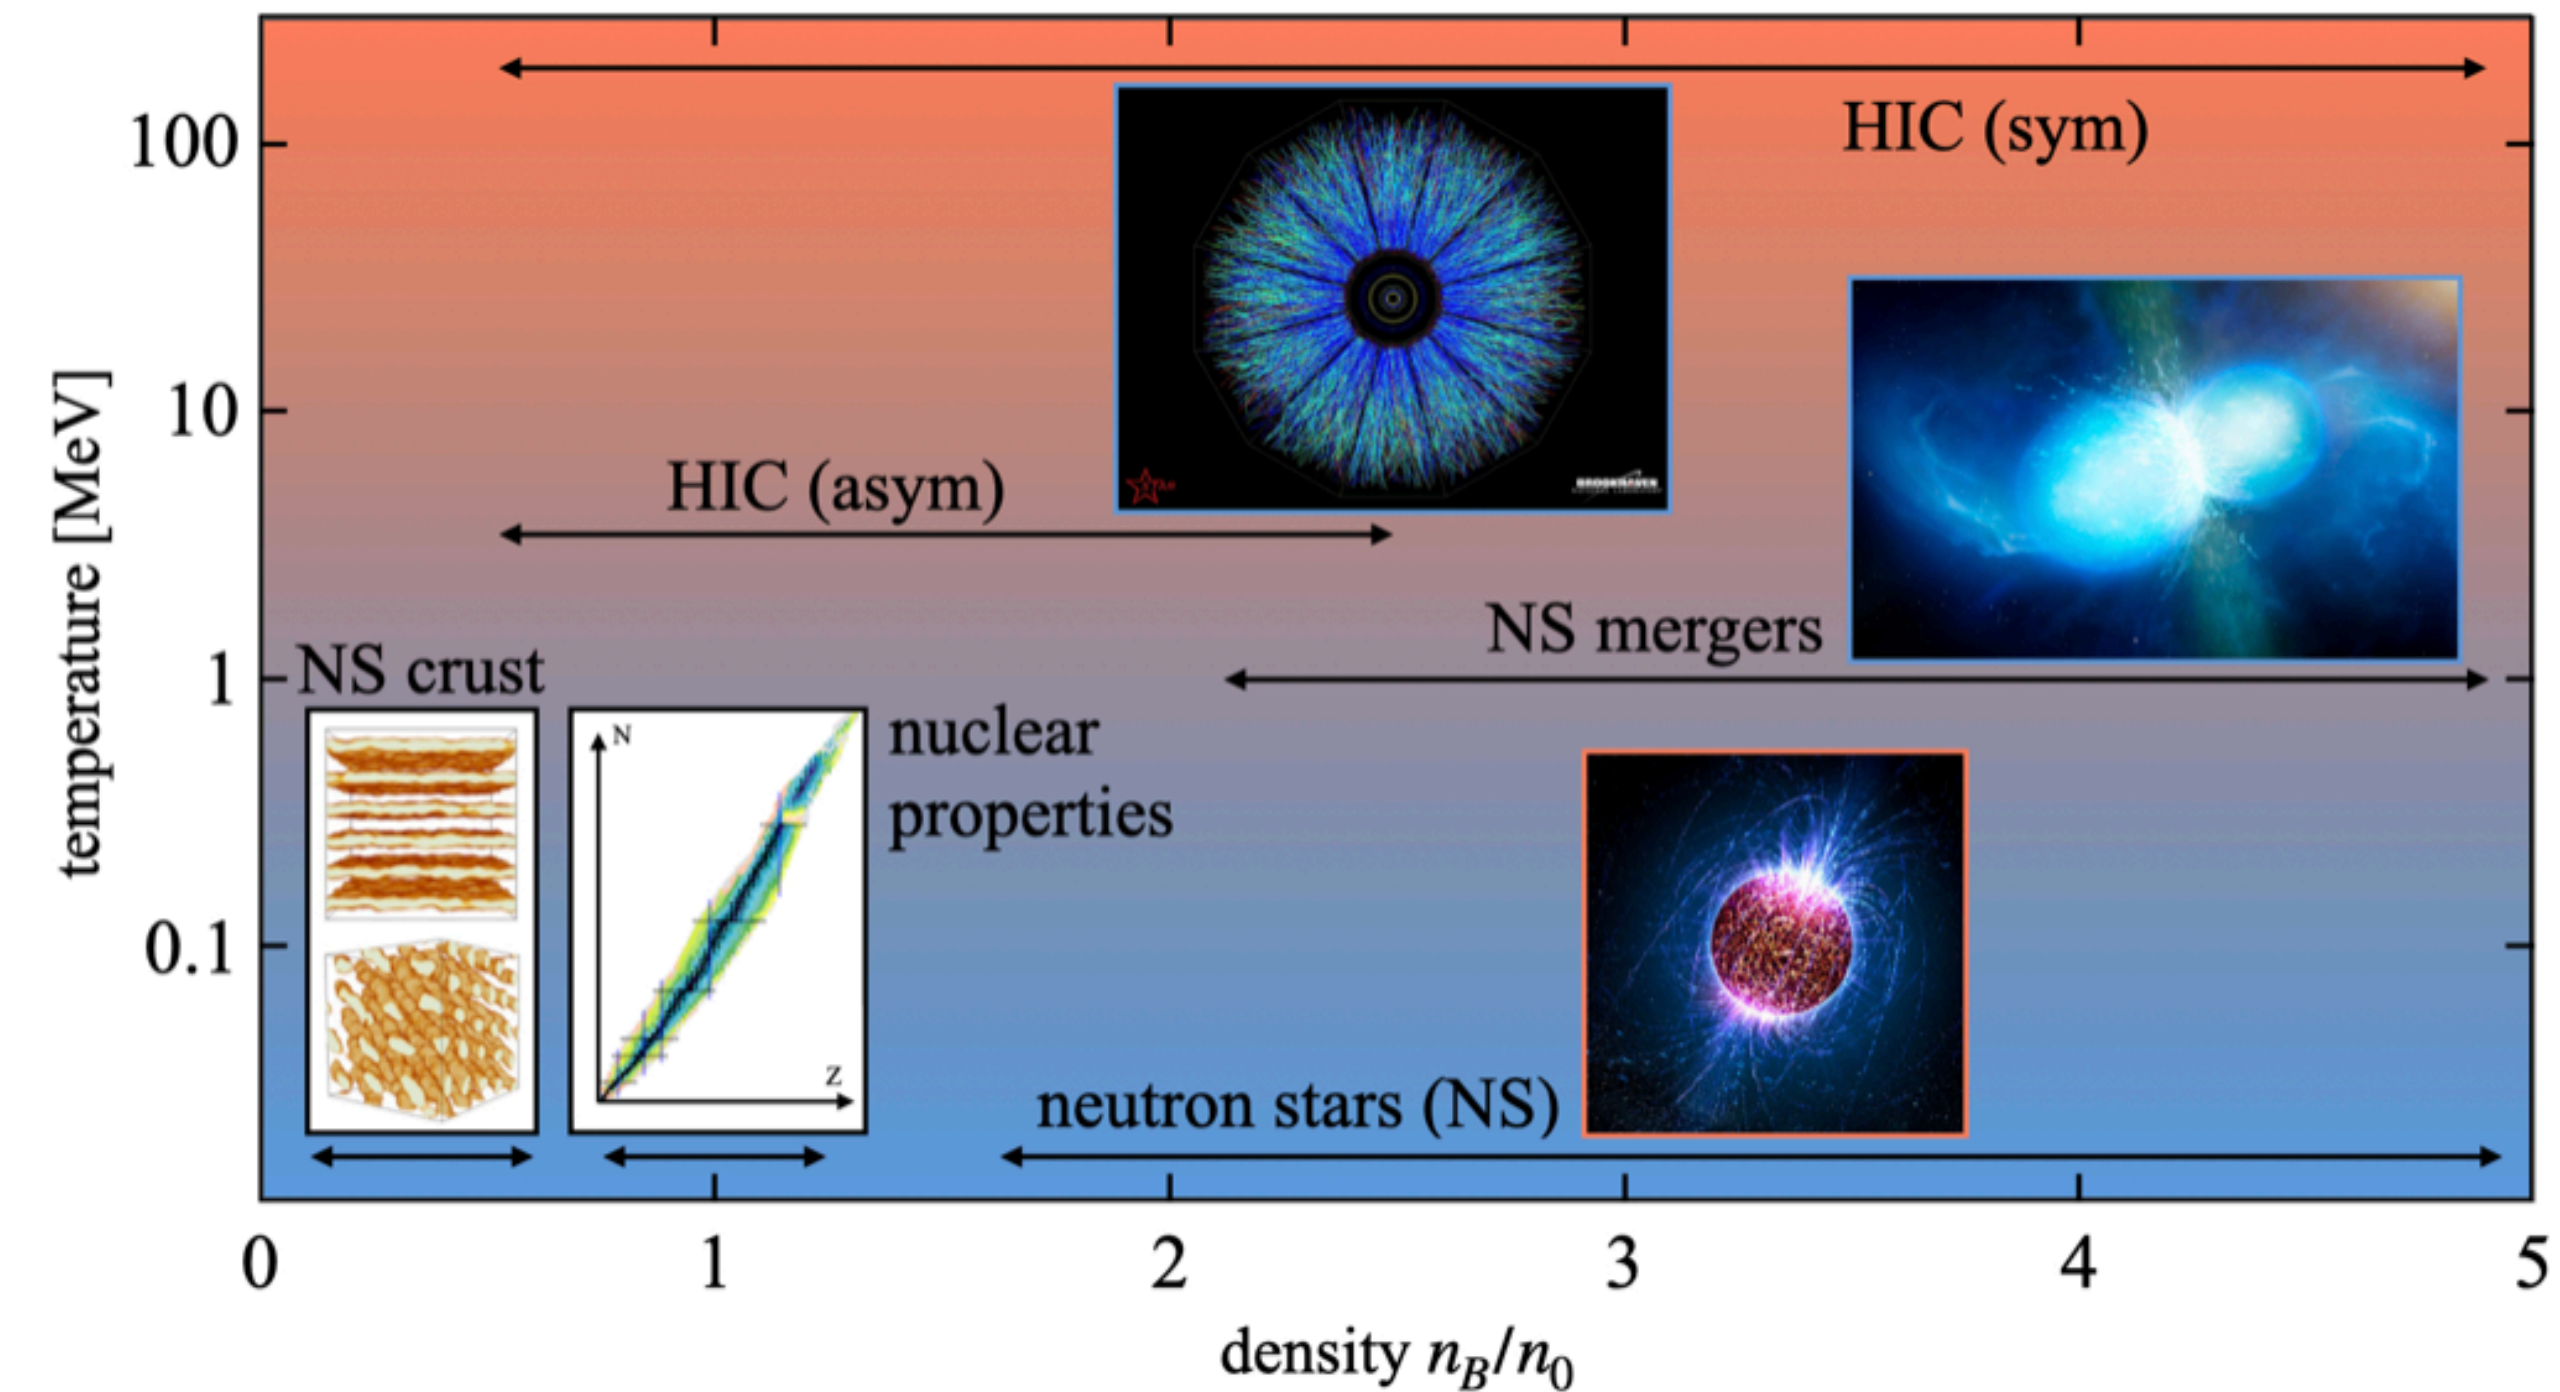 HIC (sym)
100
10
HIC (asym)
BROOKHAVEN
NS mergers
temperature [MeV]
1
NS crust
nuclear
properties
N
Z
0.1
neutron stars (NS)
0 1 2 3 4 5
density n_B/n_0